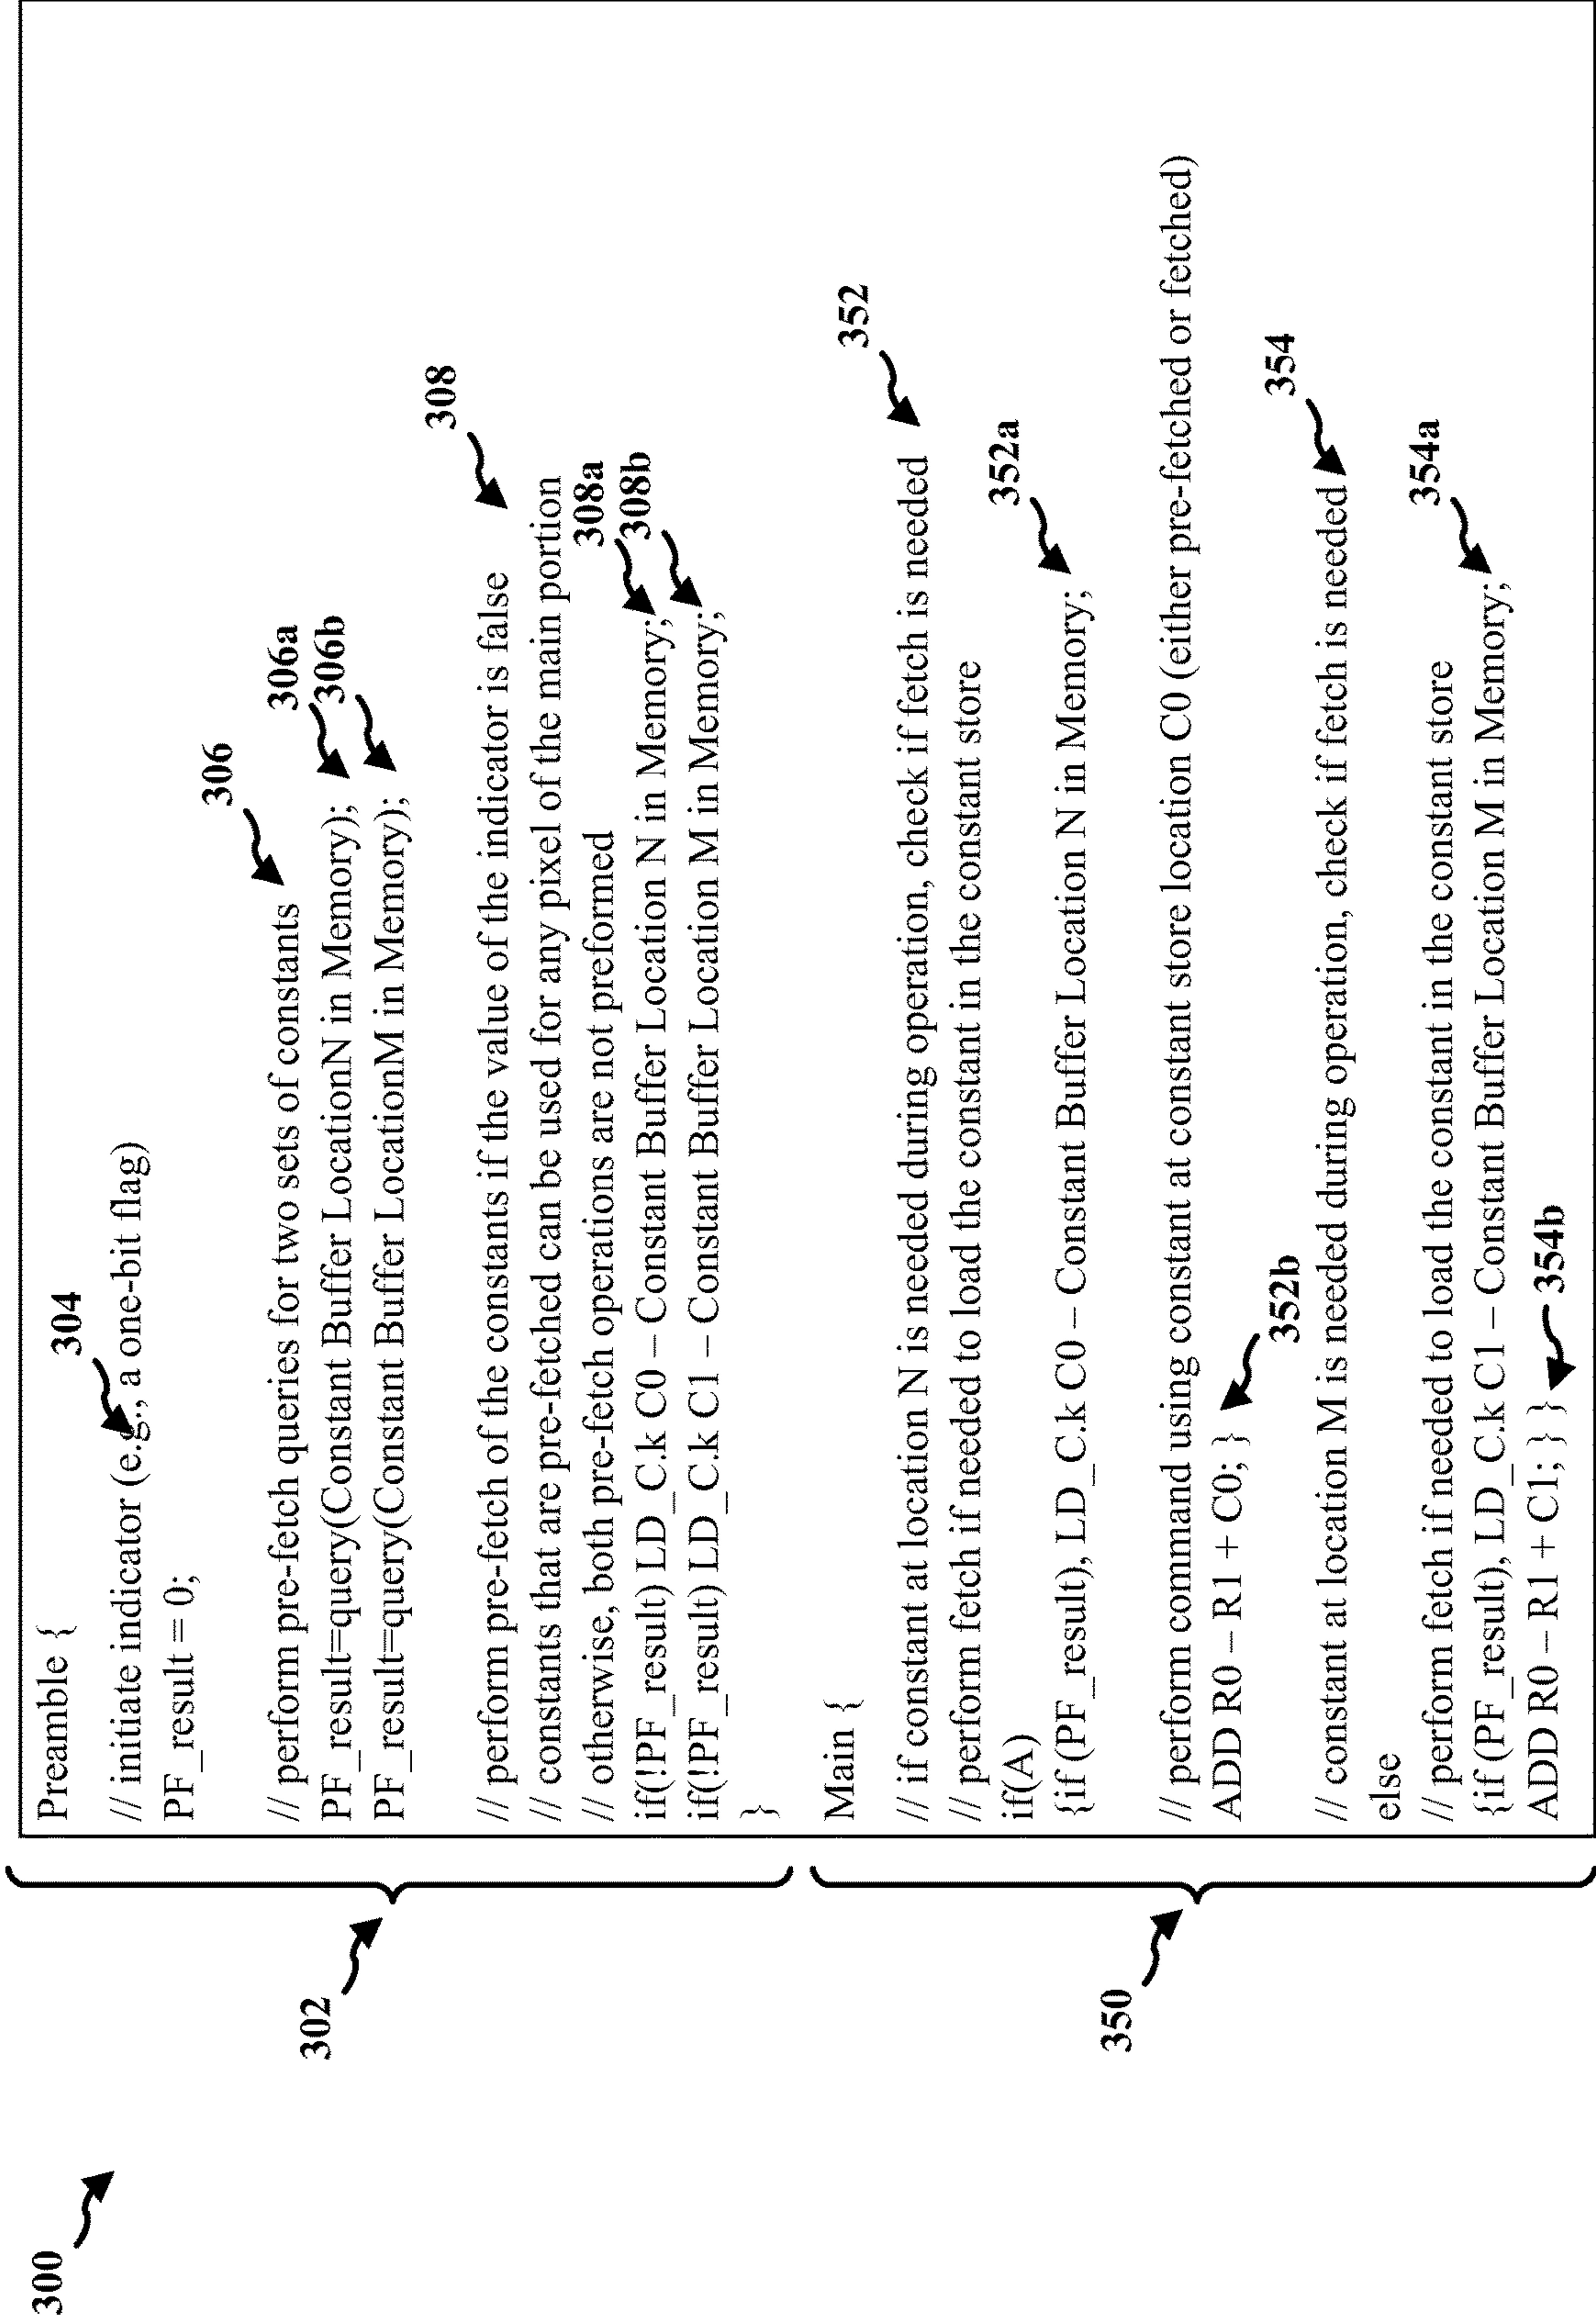 300
302
Preamble {
304
// initiate indicator (e.g., a one-bit flag)
PF_result = 0;
306
// perform pre-fetch queries for two sets of constants
306a
PF_result=query(Constant Buffer LocationN in Memory);
306b
PF_result=query(Constant Buffer LocationM in Memory);
308
// perform pre-fetch of the constants if the value of the indicator is false
// constants that are pre-fetched can be used for any pixel of the main portion
// otherwise, both pre-fetch operations are not preformed
308a
if(!PF_result) LD_C.k C0 – Constant Buffer Location N in Memory;
308b
if(!PF_result) LD_C.k C1 – Constant Buffer Location M in Memory;
}
350
Main {
352
// if constant at location N is needed during operation, check if fetch is needed
// perform fetch if needed to load the constant in the constant store
if(A)
352a
{if (PF_result), LD_C.k C0 – Constant Buffer Location N in Memory;
// perform command using constant at constant store location C0 (either pre-fetched or fetched)
ADD R0 – R1 + C0; }
352b
354
// constant at location M is needed during operation, check if fetch is needed
else
// perform fetch if needed to load the constant in the constant store
354a
{if (PF_result), LD_C.k C1 – Constant Buffer Location M in Memory;
ADD R0 – R1 + C1; } }
354b